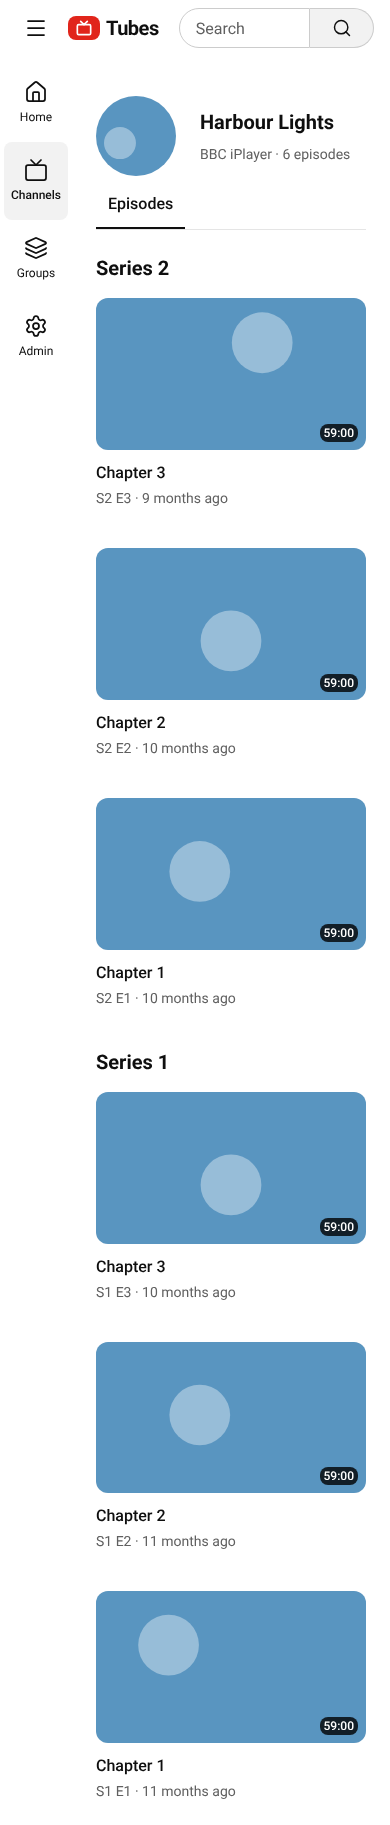 Tubes
Search
Home
Channels
Groups
Admin
Harbour Lights
BBC iPlayer · 6 episodes
Episodes
Series 2
59:00
Chapter 3
S2 E3 · 9 months ago
59:00
Chapter 2
S2 E2 · 10 months ago
59:00
Chapter 1
S2 E1 · 10 months ago
Series 1
59:00
Chapter 3
S1 E3 · 10 months ago
59:00
Chapter 2
S1 E2 · 11 months ago
59:00
Chapter 1
S1 E1 · 11 months ago